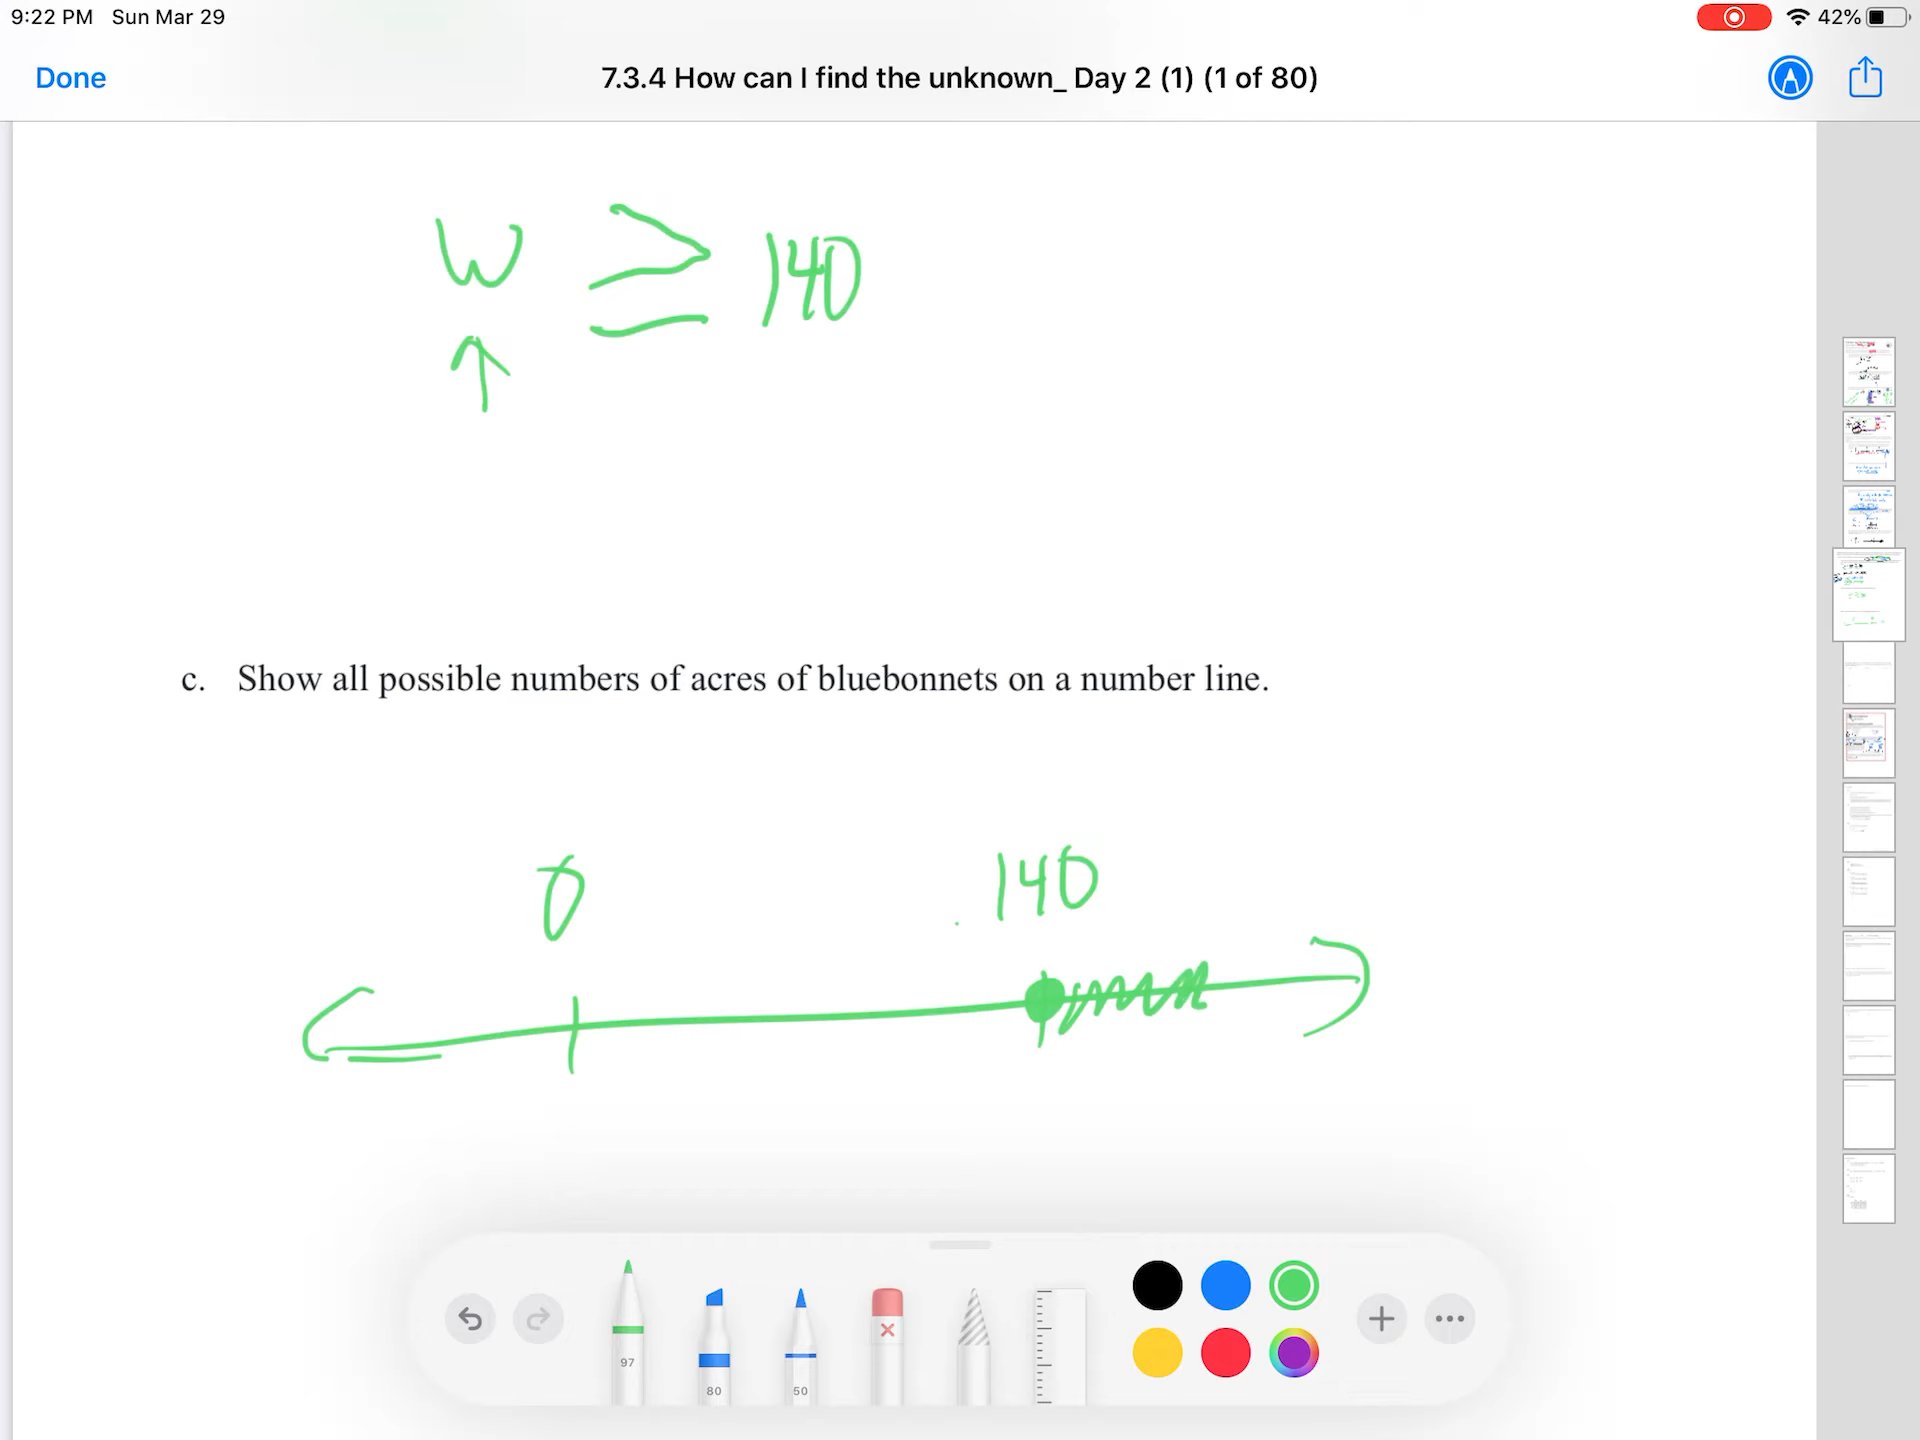 9:22 PM Sun Mar 29 42%
Done 7.3.4 How can I find the unknown_ Day 2 (1) (1 of 80)
W ≥ 140
c. Show all possible numbers of acres of bluebonnets on a number line.
0 140
97 80 50